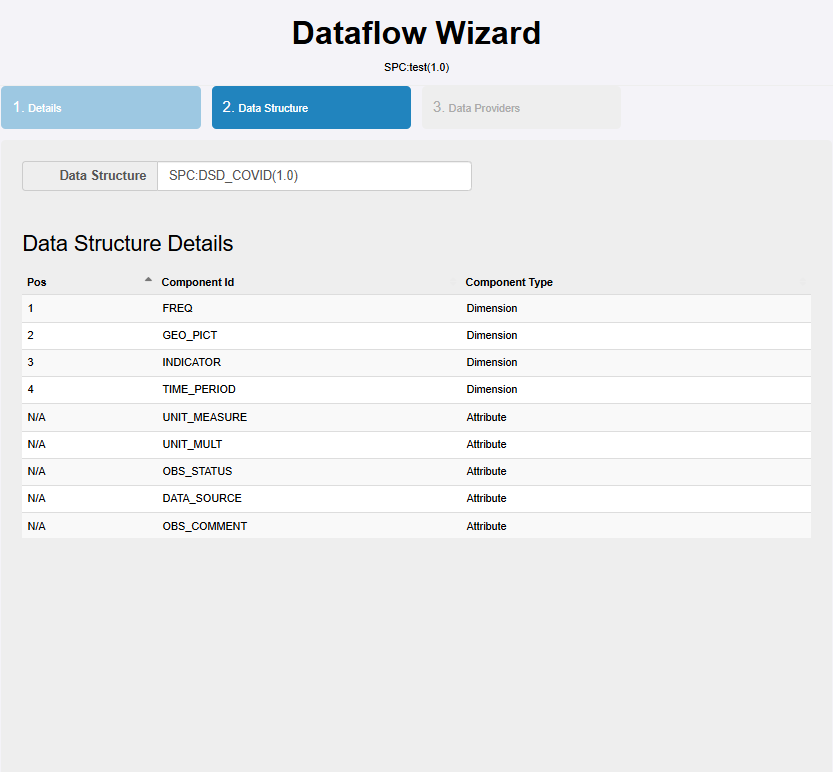 Dataflow Wizard
SPC:test(1.0)
1. Details 2. Data Structure 3. Data Providers
Data Structure SPC:DSD_COVID(1.0)
Data Structure Details
Pos Component Id Component Type
1 FREQ Dimension
2 GEO_PICT Dimension
3 INDICATOR Dimension
4 TIME_PERIOD Dimension
N/A UNIT_MEASURE Attribute
N/A UNIT_MULT Attribute
N/A OBS_STATUS Attribute
N/A DATA_SOURCE Attribute
N/A OBS_COMMENT Attribute